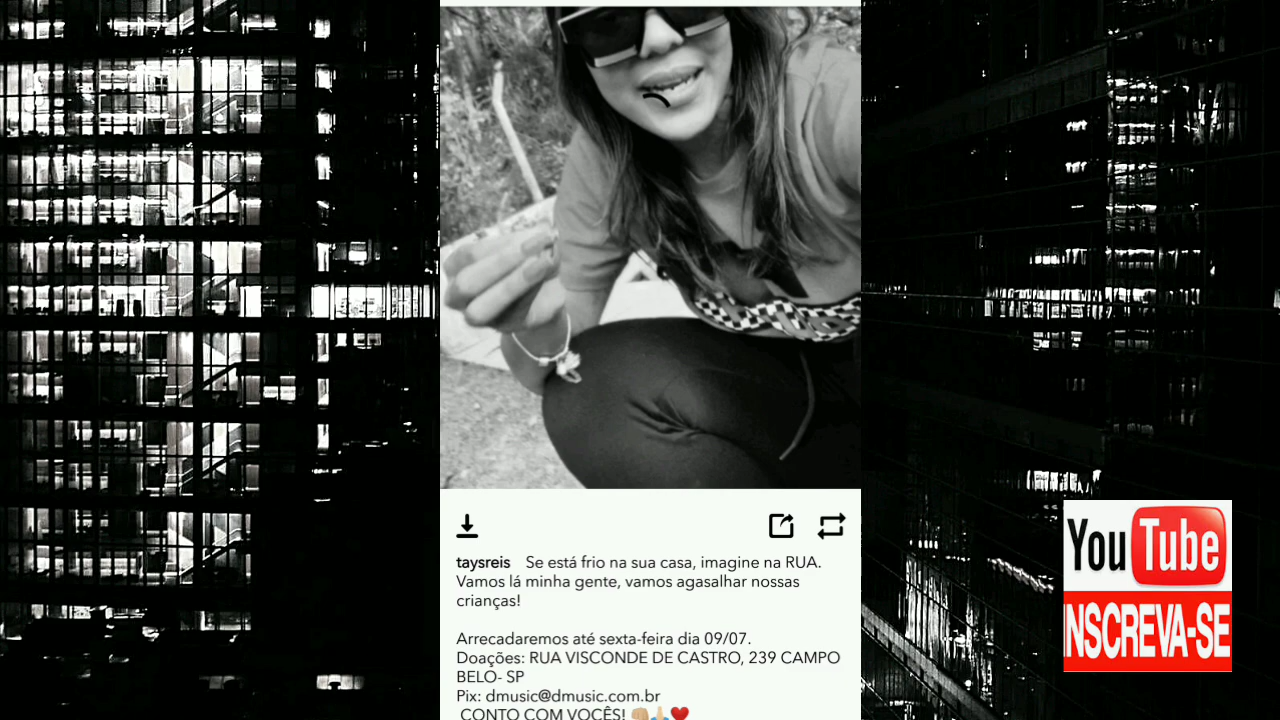 taysreis Se está frio na sua casa, imagine na RUA.
Vamos lá minha gente, vamos agasalhar nossas
crianças!
Arrecadaremos até sexta-feira dia 09/07.
Doações: RUA VISCONDE DE CASTRO, 239 CAMPO
BELO- SP
Pix: dmusic@dmusic.com.br
CONTO COM VOCÊS! 👊🏼🙏🏼❤️
You Tube
INSCREVA-SE